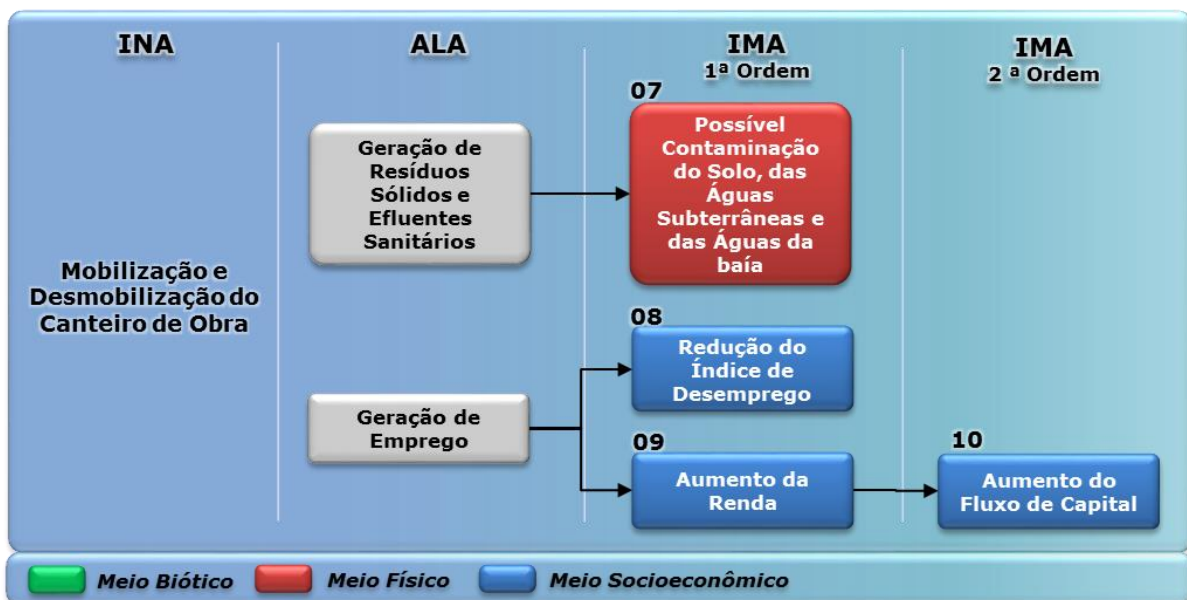 INA
ALA
IMA
1ª Ordem
IMA
2 ª Ordem
Mobilização e
Desmobilização do
Canteiro de Obra
Geração de
Resíduos
Sólidos e
Efluentes
Sanitários
07
Possível
Contaminação
do Solo, das
Águas
Subterrâneas e
das Águas da
baía
Geração de
Emprego
08
Redução do
Índice de
Desemprego
09
Aumento da
Renda
10
Aumento do
Fluxo de Capital
Meio Biótico
Meio Físico
Meio Socioeconômico